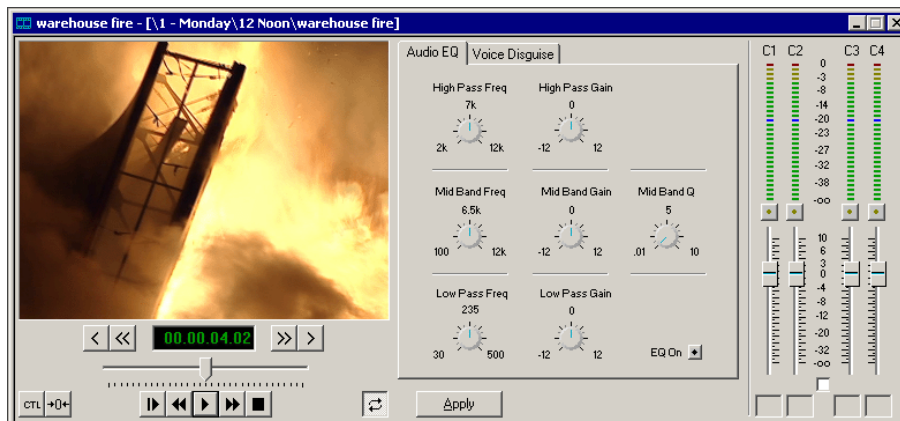 warehouse fire - [\1 - Monday\12 Noon\warehouse fire]
Audio EQ
Voice Disguise
High Pass Freq
7k
2k
12k
High Pass Gain
0
-12
12
Mid Band Freq
6.5k
100
12k
Mid Band Gain
0
-12
12
Mid Band Q
5
.01
10
Low Pass Freq
235
30
500
Low Pass Gain
0
-12
12
EQ On
C1
C2
C3
C4
0
-3
-8
-14
-20
-23
-27
-32
-38
-oo
10
6
3
0
-4
-8
-12
-20
-32
-oo
< <<
00.00.04.02
>> >
CTL
→0←
Apply